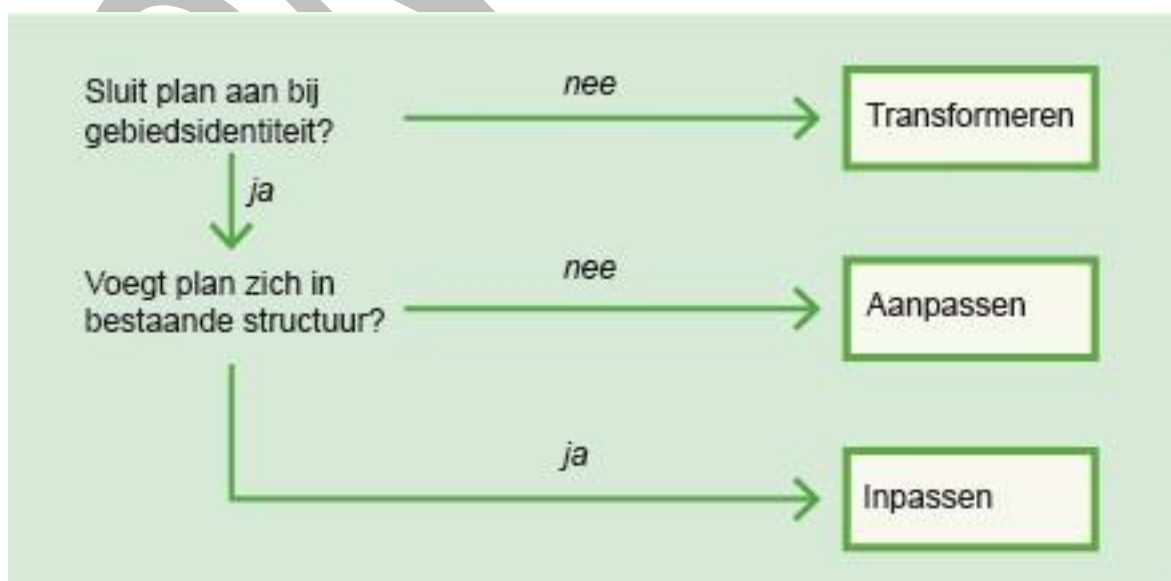 Sluit plan aan bij
gebiedsidentiteit?
nee
Transformeren
ja
Voegt plan zich in
bestaande structuur?
nee
Aanpassen
ja
Inpassen